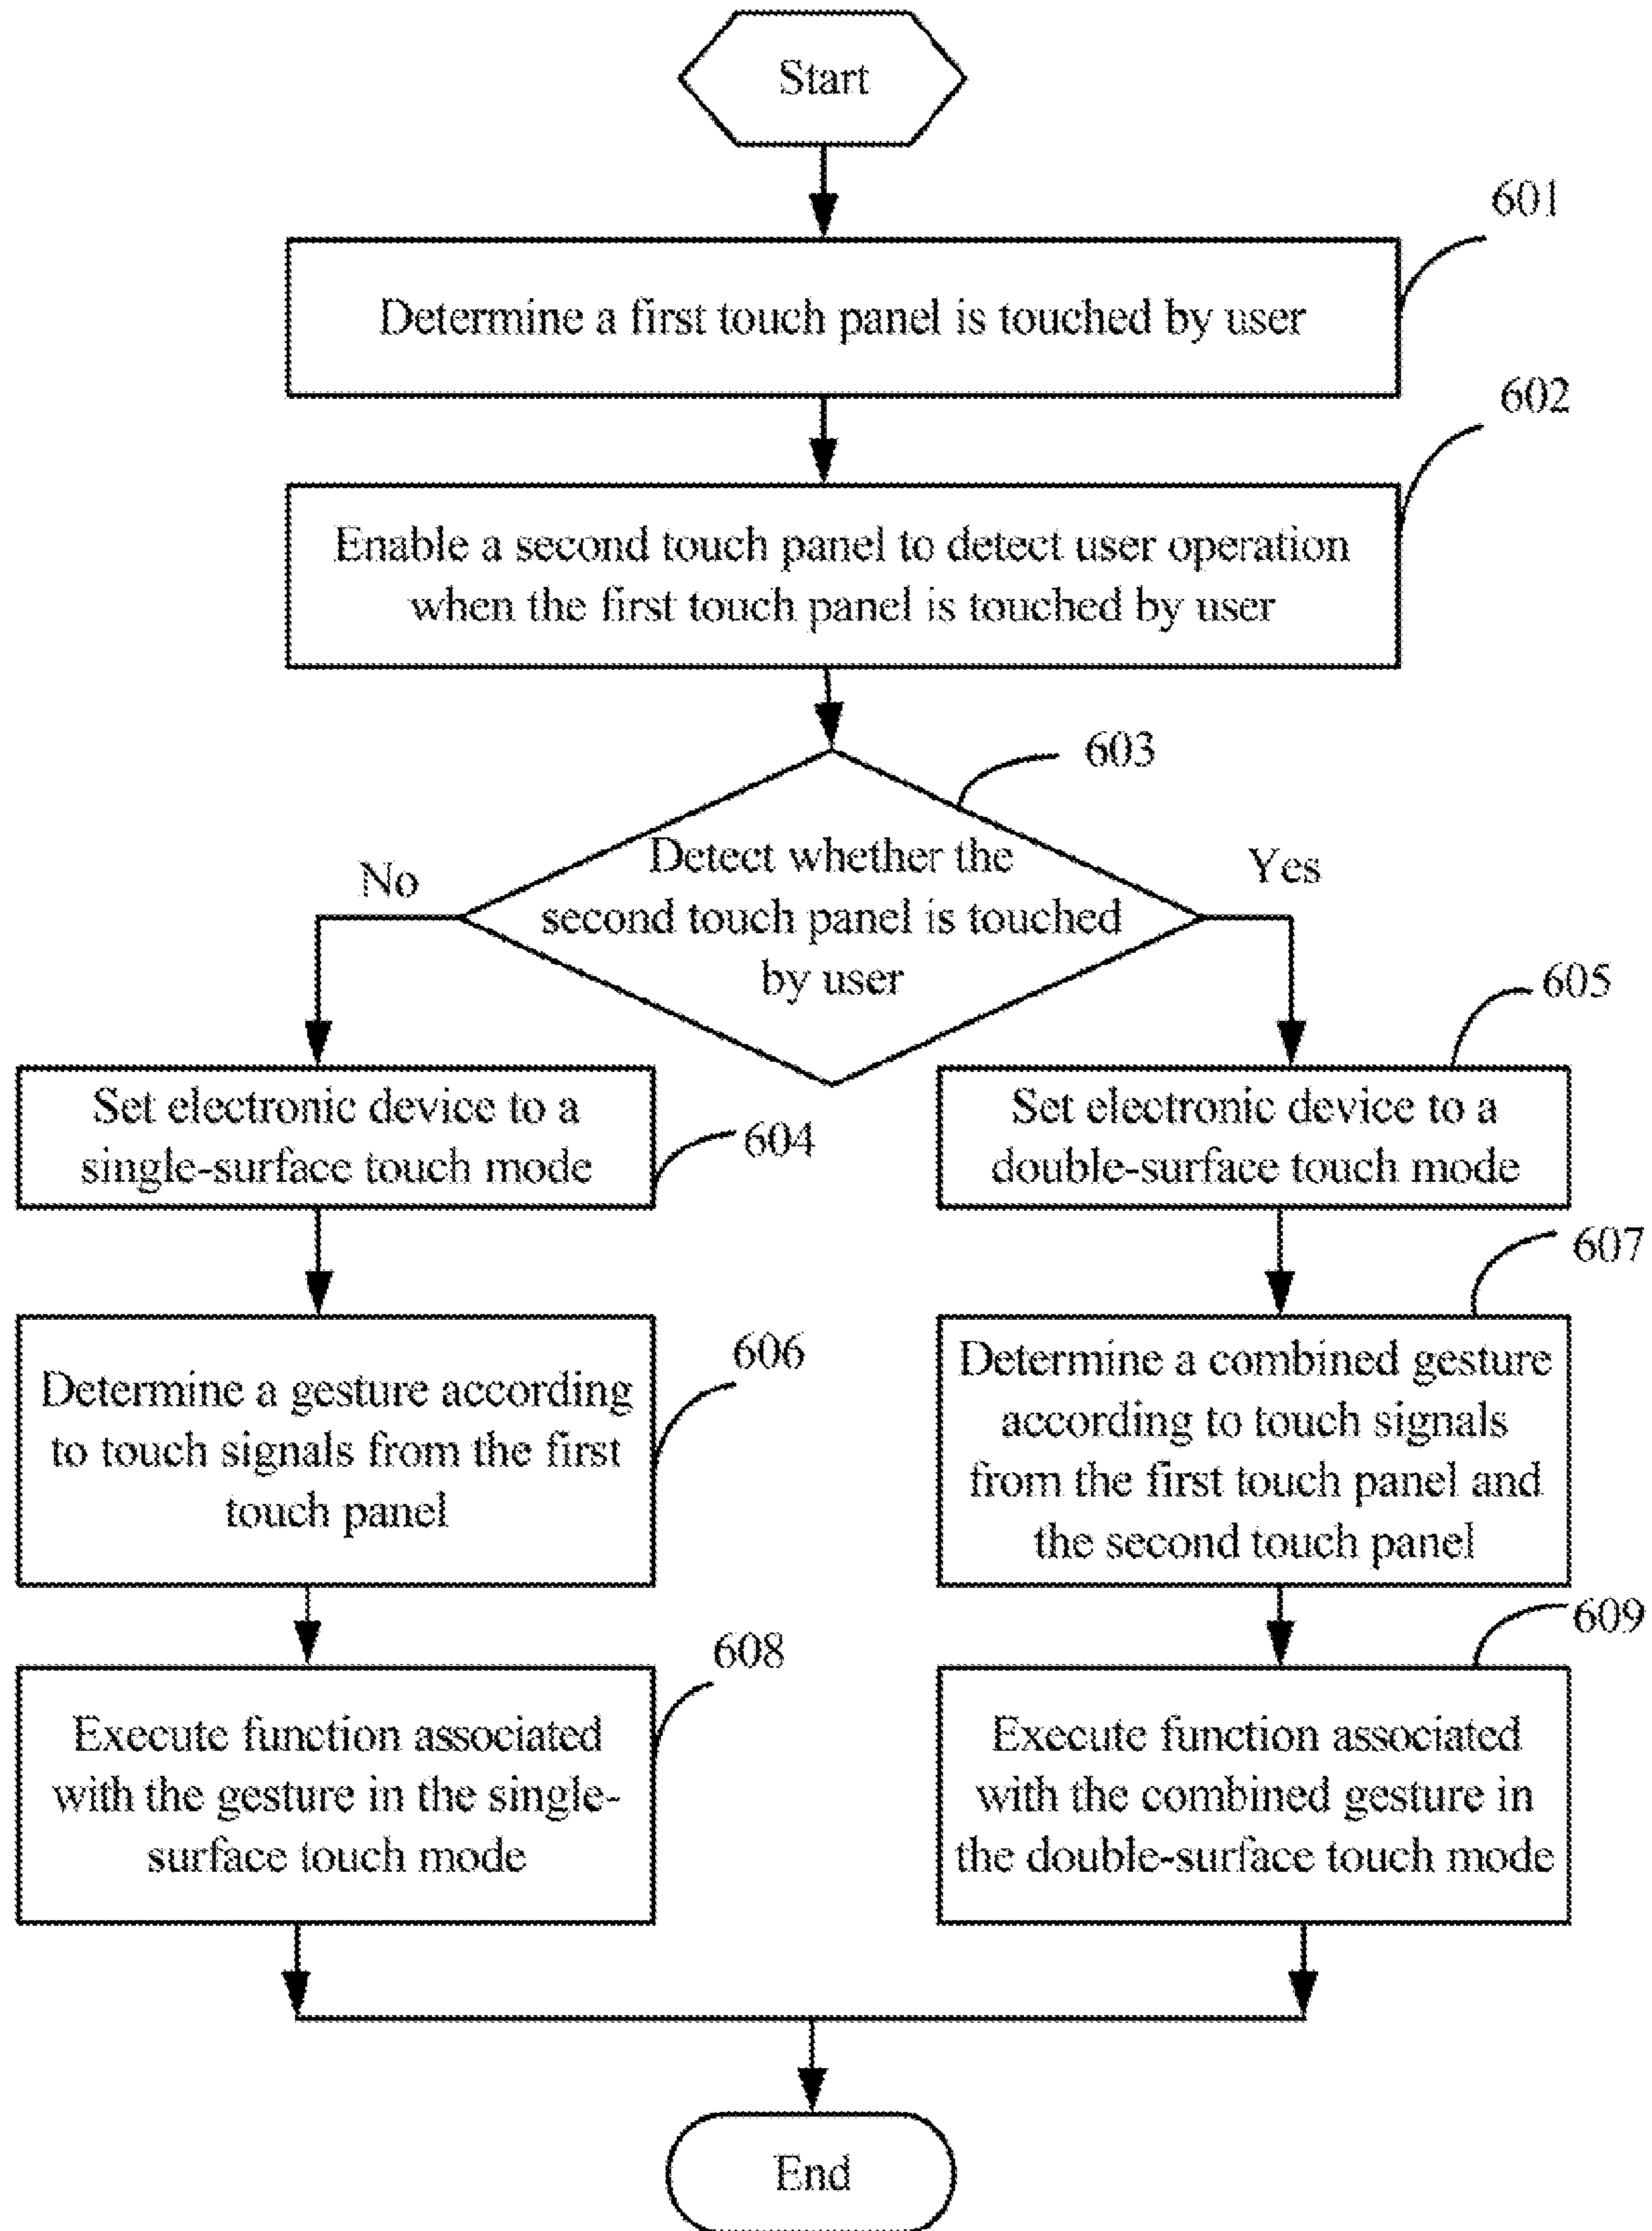 Start
601
Determine a first touch panel is touched by user
602
Enable a second touch panel to detect user operation
when the first touch panel is touched by user
603
Detect whether the
second touch panel is touched
by user
No
Yes
604
Set electronic device to a
single-surface touch mode
605
Set electronic device to a
double-surface touch mode
606
Determine a gesture according
to touch signals from the first
touch panel
607
Determine a combined gesture
according to touch signals
from the first touch panel and
the second touch panel
608
Execute function associated
with the gesture in the single-
surface touch mode
609
Execute function associated
with the combined gesture in
the double-surface touch mode
End